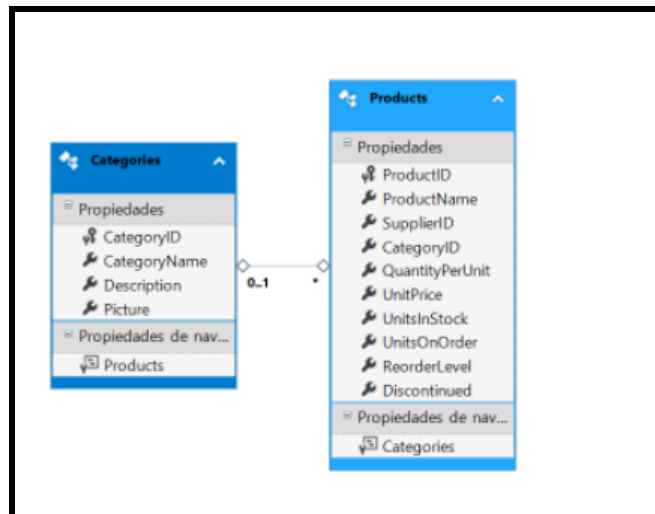 Categories
Propiedades
CategoryID
CategoryName
Description
Picture
Propiedades de nav...
Products
0..1
*
Products
Propiedades
ProductID
ProductName
SupplierID
CategoryID
QuantityPerUnit
UnitPrice
UnitsInStock
UnitsOnOrder
ReorderLevel
Discontinued
Propiedades de nav...
Categories